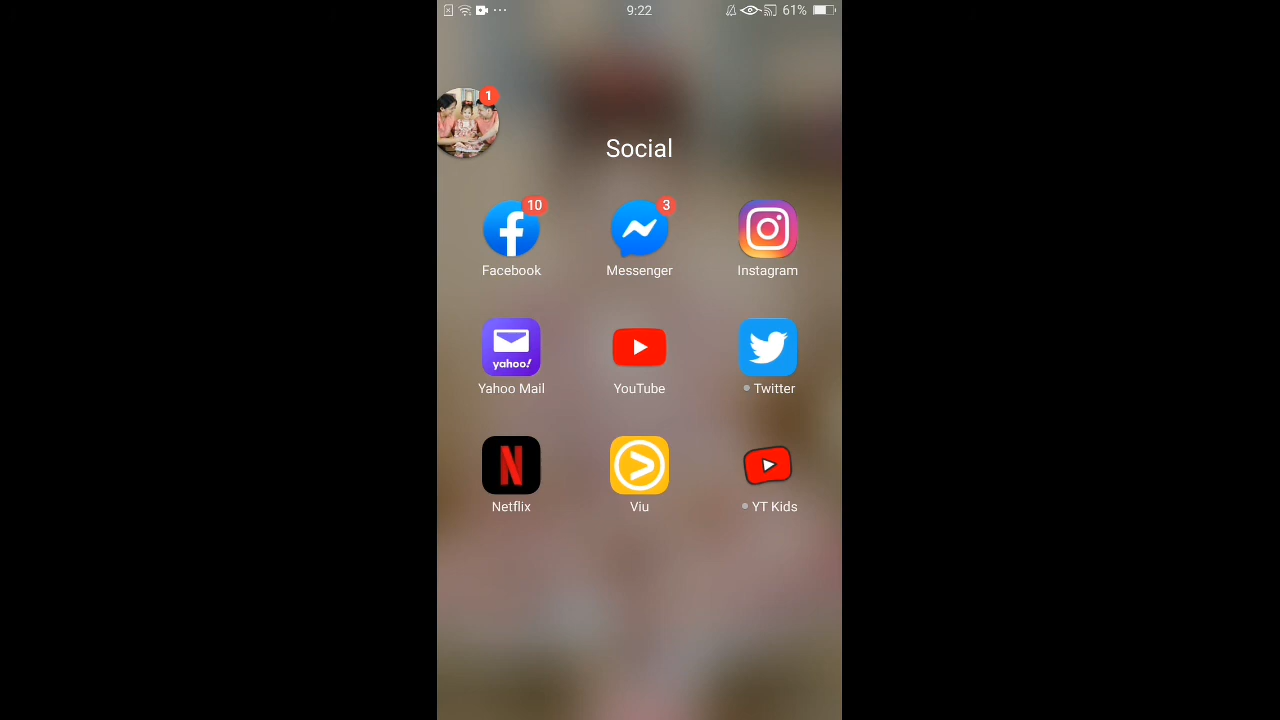 9:22
61%
1
Social
10
3
Facebook Messenger Instagram
yahoo!
Yahoo Mail YouTube Twitter
N
Netflix Viu YT Kids